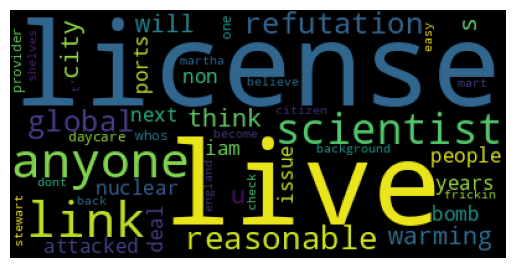 license
live
scientist
anyone
link
reasonable
refutation
global
warming
city
will
ports
s
one
easy
provider
shelves
martha
non
believe
mart
t
citizen
next
think
daycare
whos
become
iam
issue
background
people
nuclear
u
check
years
dont
england
bomb
frickin
back
deal
stewart
attacked